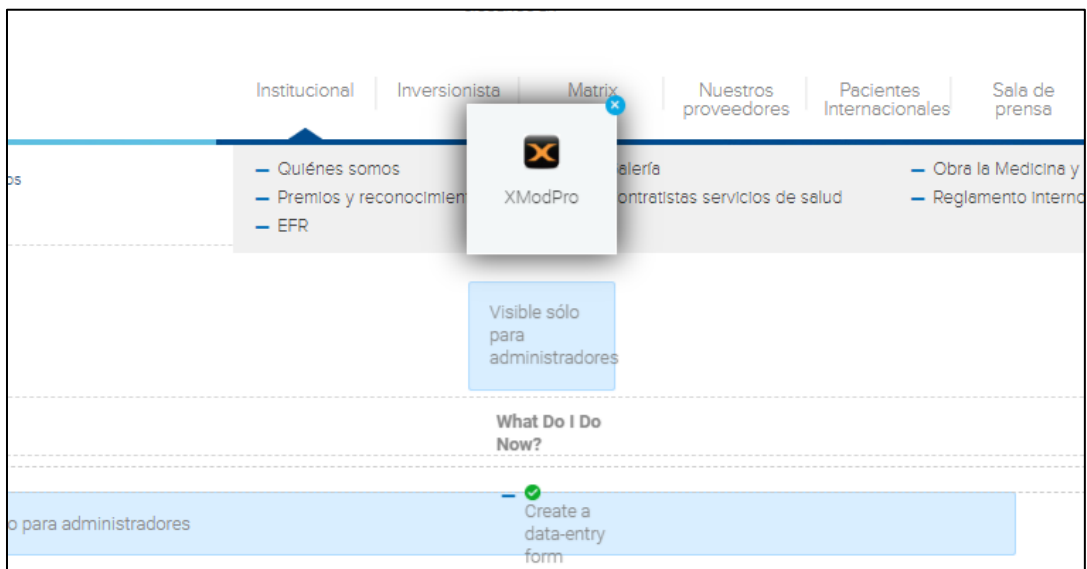 Institucional
Inversionista
Matrix
Nuestros
proveedores
Pacientes
Internacionales
Sala de
prensa
Quiénes somos
Premios y reconocimien
EFR
XModPro
alería
ontratistas servicios de salud
Obra la Medicina y
Reglamento Interno
os
Visible sólo
para
administradores
What Do I Do
Now?
o para administradores
Create a
data-entry
form